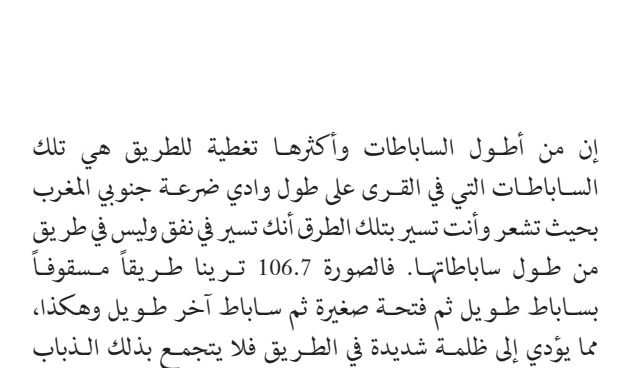 إن من أطول الساباطات وأكثرها تغطية للطريق هي تلك
الساباطات التي في القرى على طول وادي ضرعة جنوبي المغرب
بحيث تشعر وأنت تسير بتلك الطرق أنك تسير في نفق وليس في طريق
من طول ساباطاتها. فالصورة 106.7 ترينا طريقاً مسقوفاً
بساباط طويل ثم فتحة صغيرة ثم ساباط آخر طويل وهكذا،
مما يؤدي إلى ظلمة شديدة في الطريق فلا يتجمع بذلك الذباب